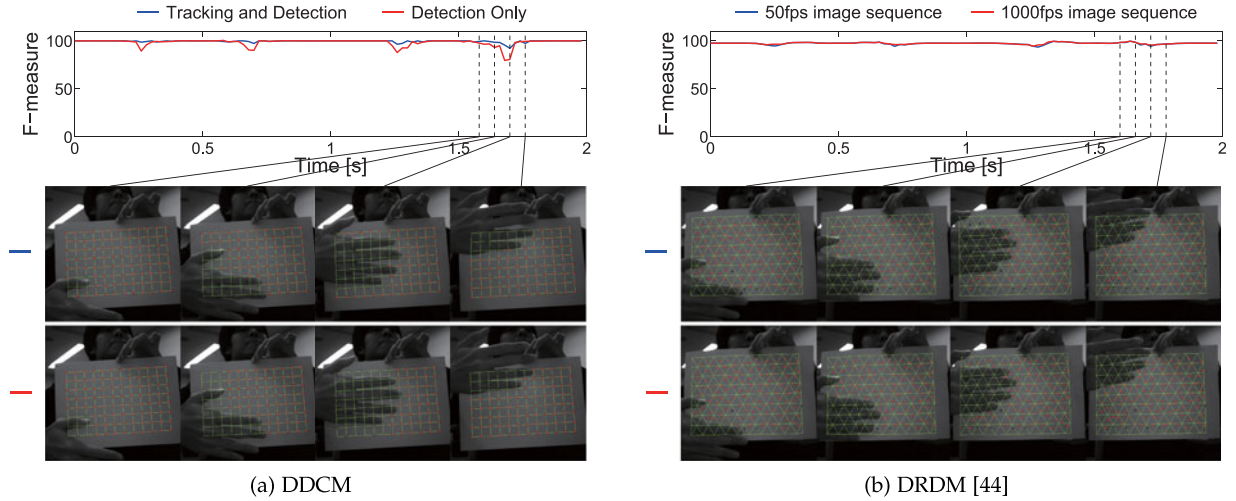 Tracking and Detection
Detection Only
F-measure
100
50
0
0
0.5
1
1.5
2
Time [s]
(a) DDCM
50fps image sequence
1000fps image sequence
F-measure
100
50
0
0
0.5
1
1.5
2
Time [s]
(b) DRDM [44]